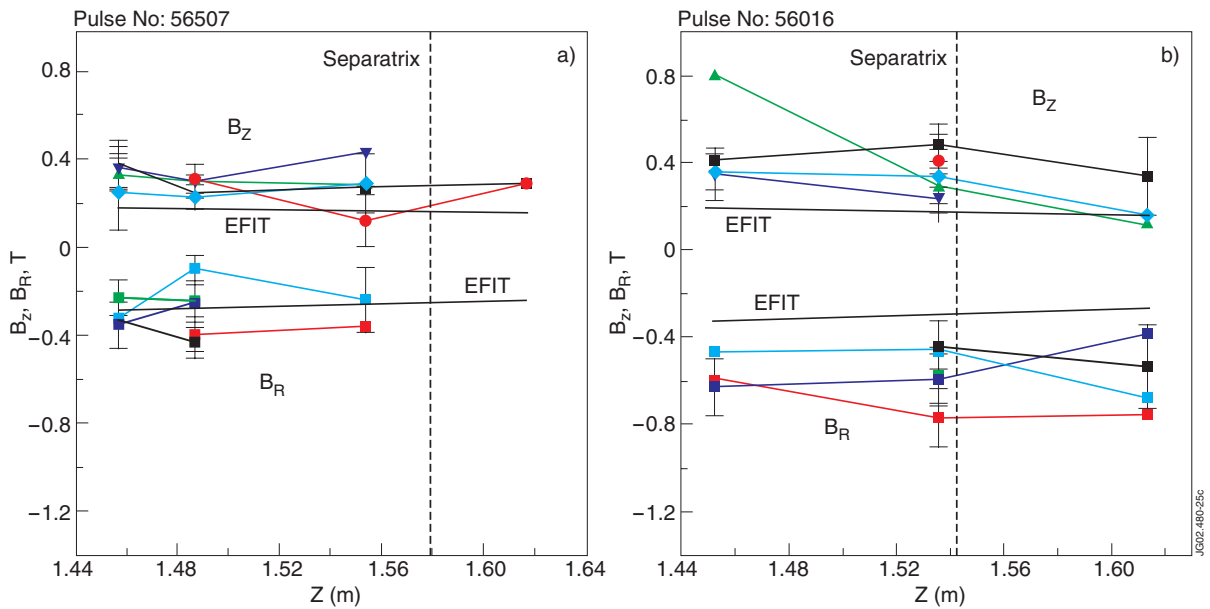 Pulse No: 56507
a)
Separatrix
0.8
B_Z
0.4
EFIT
0
EFIT
−0.4
B_R
−0.8
−1.2
B_Z, B_R, T
1.44 1.48 1.52 1.56 1.60 1.64
Z (m)
Pulse No: 56016
b)
Separatrix
0.8
B_Z
0.4
EFIT
0
EFIT
−0.4
B_R
−0.8
−1.2
B_Z, B_R, T
1.44 1.48 1.52 1.56 1.60
Z (m)
JG02.480-25c